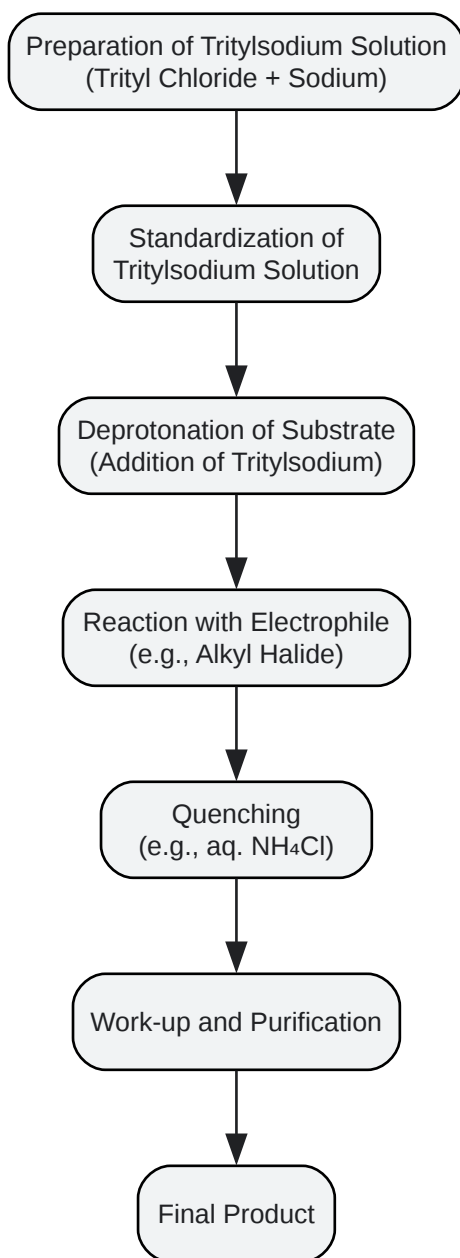 Preparation of Tritylsodium Solution
(Trityl Chloride + Sodium)
Standardization of
Tritylsodium Solution
Deprotonation of Substrate
(Addition of Tritylsodium)
Reaction with Electrophile
(e.g., Alkyl Halide)
Quenching
(e.g., aq. NH₄Cl)
Work-up and Purification
Final Product